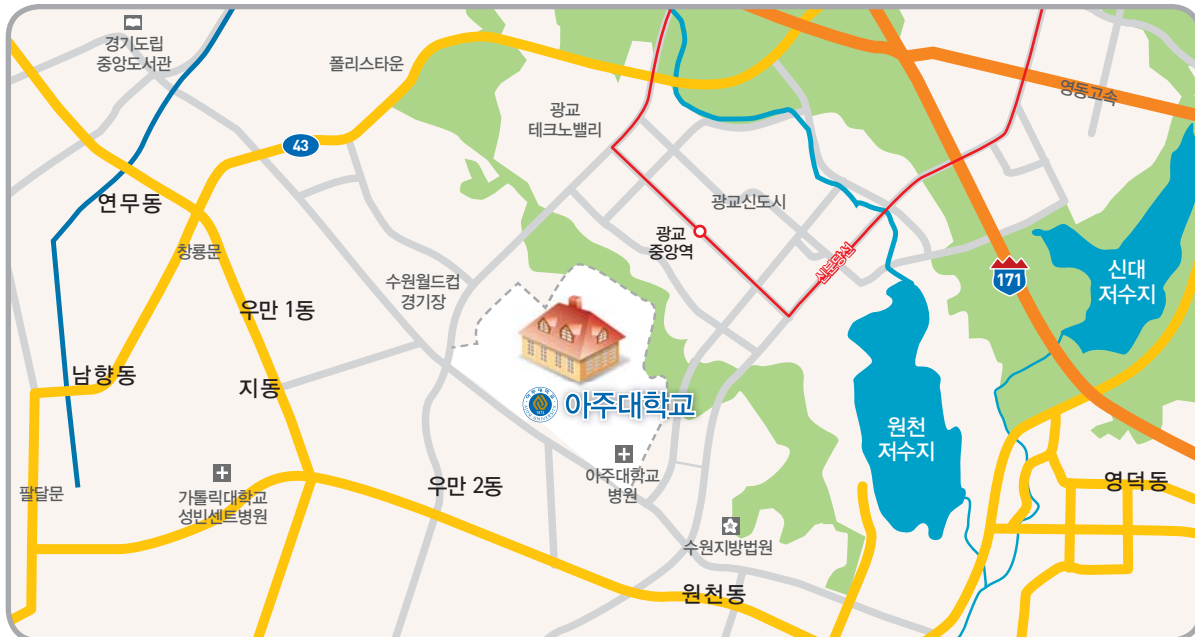 경기도립
중앙도서관
폴리스타운
광교
테크노밸리
영동고속
43
연무동
창룡문
광교신도시
광교
중앙역
신분당선
수원월드컵
경기장
171
신대
저수지
우만 1동
남향동
지동
아주대학교
원천
저수지
팔달문
가톨릭대학교
성빈센트병원
우만 2동
아주대학교
병원
영덕동
수원지방법원
원천동